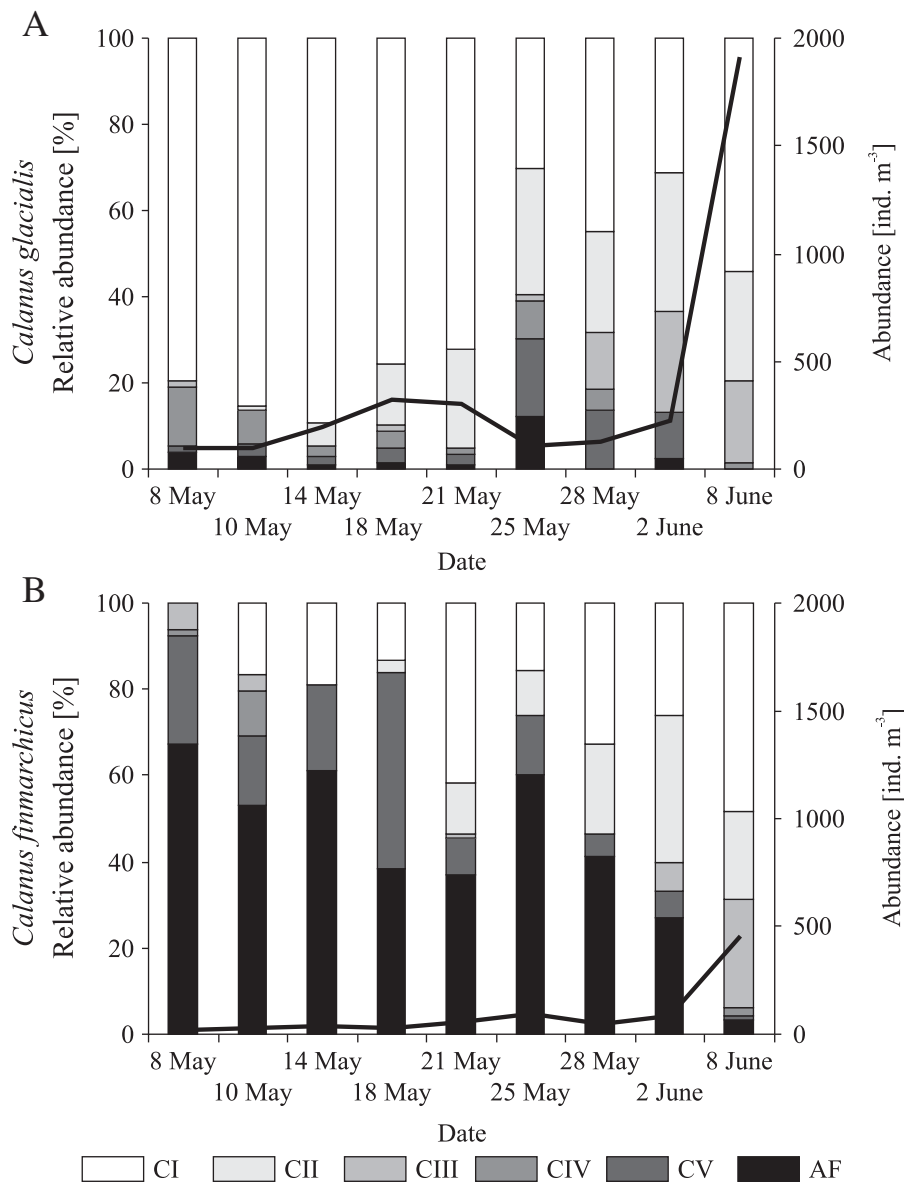 A
Calanus glacialis
Relative abundance [%]
100
80
60
40
20
0
2000
1500
1000
500
0
Abundance [ind. m⁻³]
8 May
10 May
14 May
18 May
21 May
25 May
28 May
2 June
8 June
Date
B
Calanus finmarchicus
Relative abundance [%]
100
80
60
40
20
0
2000
1500
1000
500
0
Abundance [ind. m⁻³]
8 May
10 May
14 May
18 May
21 May
25 May
28 May
2 June
8 June
Date
CI CII CIII CIV CV AF